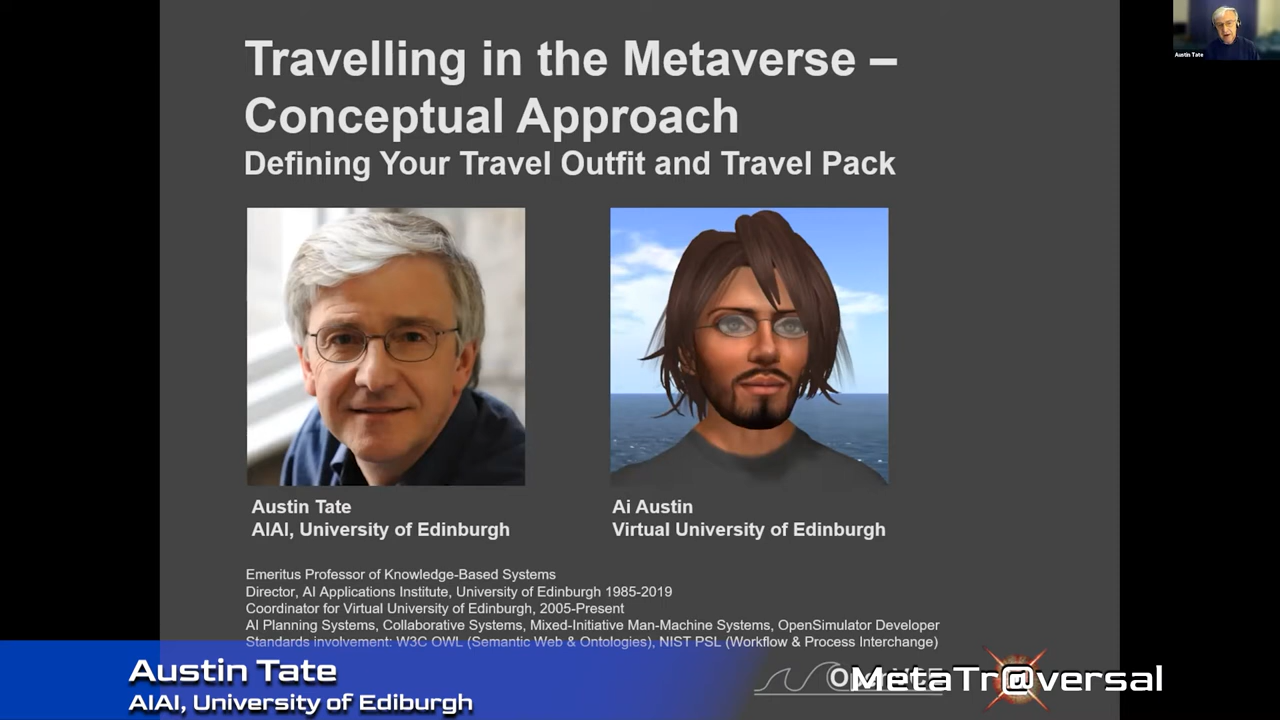 Travelling in the Metaverse –
Conceptual Approach
Defining Your Travel Outfit and Travel Pack
Austin Tate
Austin Tate
AIAI, University of Edinburgh
Ai Austin
Virtual University of Edinburgh
Emeritus Professor of Knowledge-Based Systems
Director, AI Applications Institute, University of Edinburgh 1985-2019
Coordinator for Virtual University of Edinburgh, 2005-Present
AI Planning Systems, Collaborative Systems, Mixed-Initiative Man-Machine Systems, OpenSimulator Developer
Standards involvement: W3C OWL (Semantic Web & Ontologies), NIST PSL (Workflow & Process Interchange)
Austin Tate
AIAI, University of Ediburgh
MetaTr@versal